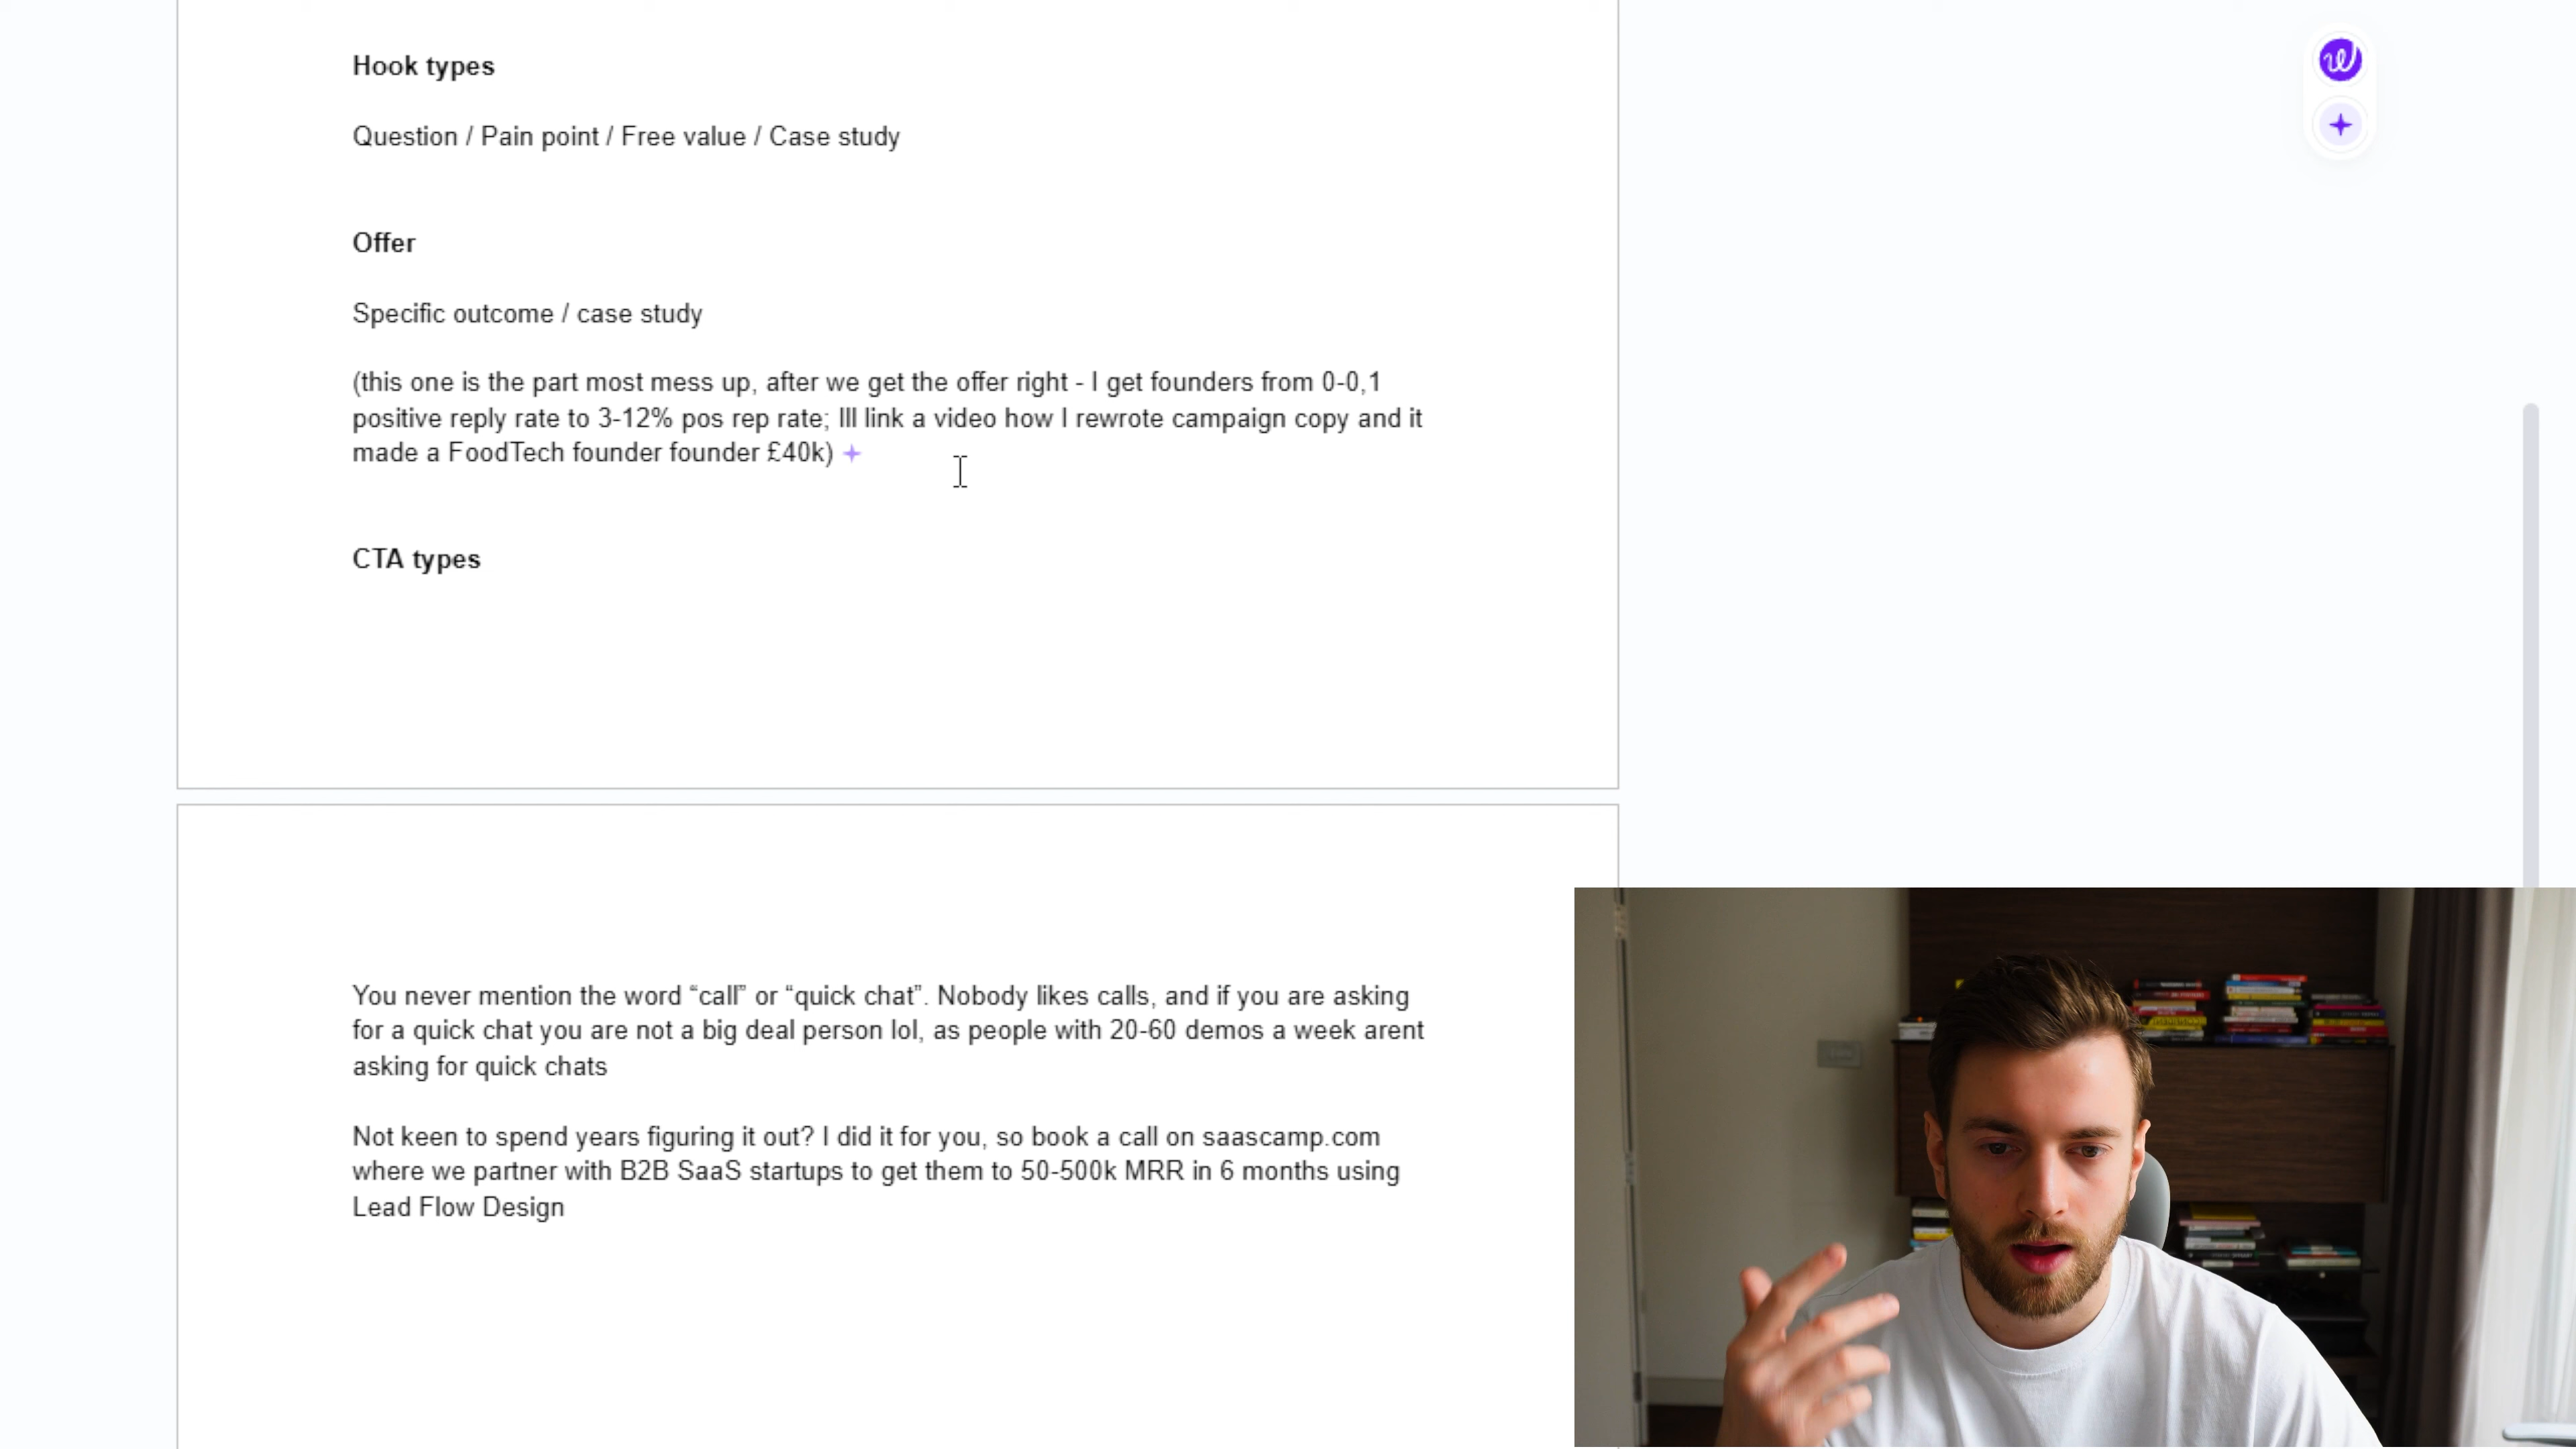 Hook types
Question / Pain point / Free value / Case study
Offer
Specific outcome / case study
(this one is the part most mess up, after we get the offer right - I get founders from 0-0,1
positive reply rate to 3-12% pos rep rate; Ill link a video how I rewrote campaign copy and it
made a FoodTech founder founder £40k)
CTA types
You never mention the word “call” or “quick chat”. Nobody likes calls, and if you are asking
for a quick chat you are not a big deal person lol, as people with 20-60 demos a week arent
asking for quick chats
Not keen to spend years figuring it out? I did it for you, so book a call on saascamp.com
where we partner with B2B SaaS startups to get them to 50-500k MRR in 6 months using
Lead Flow Design